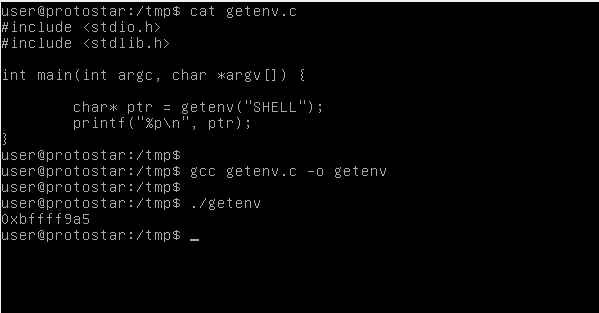 user@protostar:/tmp$ cat getenv.c
#include <stdio.h>
#include <stdlib.h>
int main(int argc, char *argv[]) {
char* ptr = getenv("SHELL");
printf("%p\n", ptr);
}
user@protostar:/tmp$
user@protostar:/tmp$ gcc getenv.c -o getenv
user@protostar:/tmp$
user@protostar:/tmp$ ./getenv
0xbffff9a5
user@protostar:/tmp$ _